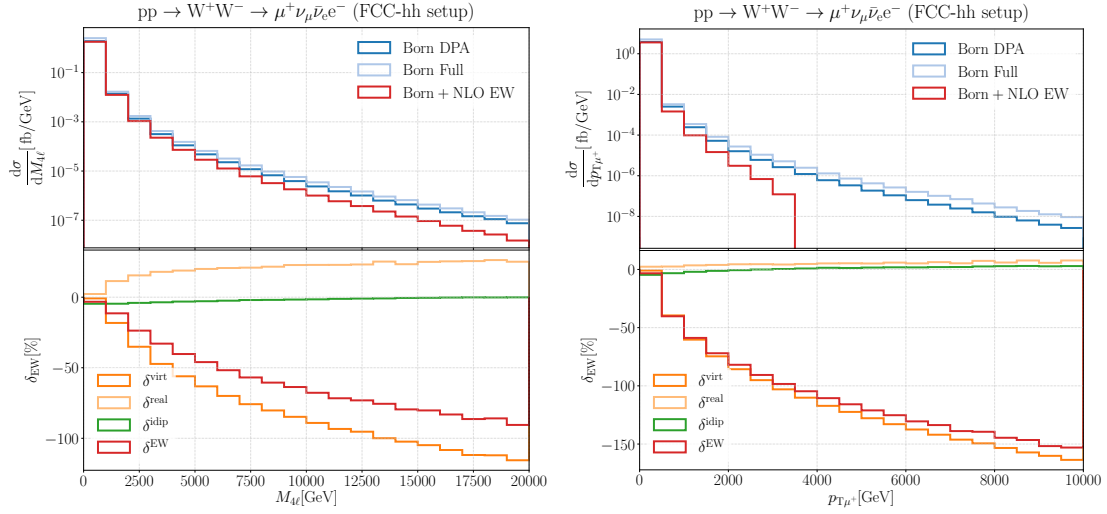 pp → W⁺W⁻ → μ⁺ν_μ ν̄_e e⁻ (FCC-hh setup)
Born DPA
Born Full
Born + NLO EW
10⁻¹
10⁻³
10⁻⁵
10⁻⁷
dσ/dM_4ℓ [fb/GeV]
0
−50
−100
δ_EW[%]
δ^virt
δ^real
δ^idip
δ^EW
0 2500 5000 7500 10000 12500 15000 17500 20000
M_4ℓ[GeV]
pp → W⁺W⁻ → μ⁺ν_μ ν̄_e e⁻ (FCC-hh setup)
Born DPA
Born Full
Born + NLO EW
10⁰
10⁻²
10⁻⁴
10⁻⁶
10⁻⁸
dσ/dp_Tμ⁺ [fb/GeV]
0
−50
−100
−150
δ_EW[%]
δ^virt
δ^real
δ^idip
δ^EW
0 2000 4000 6000 8000 10000
p_Tμ⁺[GeV]